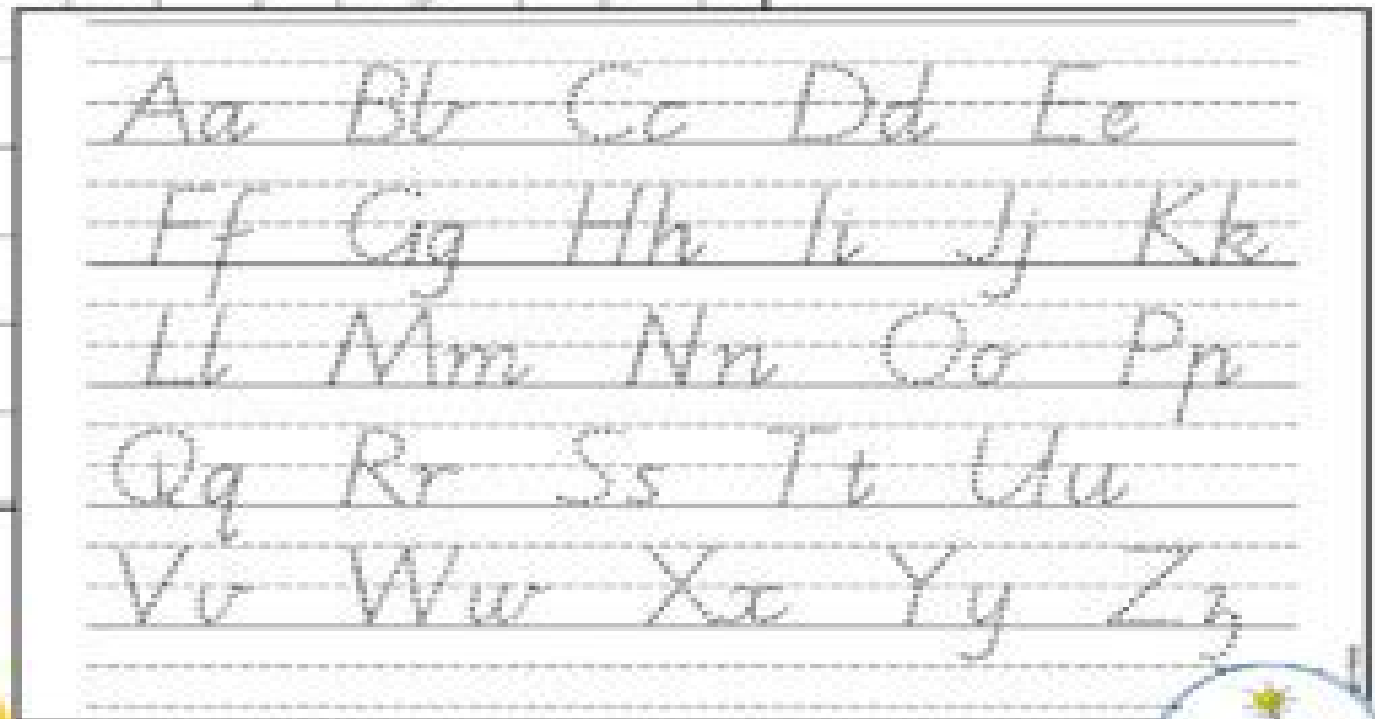 Aa Bb Cc Dd Ee
Ff Gg Hh Ii Jj Kk
Ll Mm Nn Oo Pp
Qq Rr Ss Tt Uu
Vv Ww Xx Yy Zz